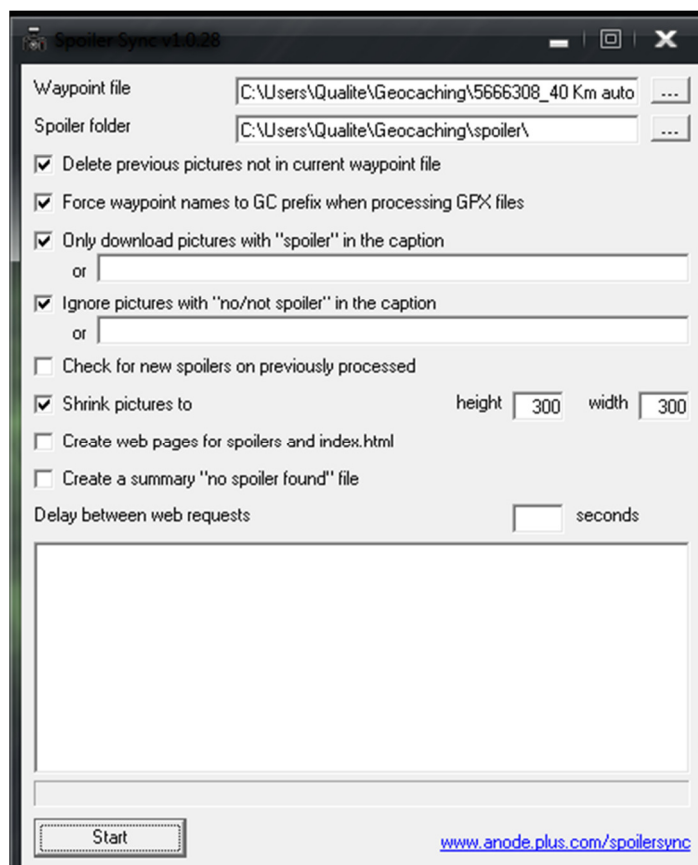 Spoiler Sync v1.0.28
Waypoint file C:\Users\Qualite\Geocaching\5666308_40 Km auto ...
Spoiler folder C:\Users\Qualite\Geocaching\spoiler\ ...
Delete previous pictures not in current waypoint file
Force waypoint names to GC prefix when processing GPX files
Only download pictures with "spoiler" in the caption
or
Ignore pictures with "no/not spoiler" in the caption
or
Check for new spoilers on previously processed
Shrink pictures to height 300 width 300
Create web pages for spoilers and index.html
Create a summary "no spoiler found" file
Delay between web requests seconds
Start www.anode.plus.com/spoilersync